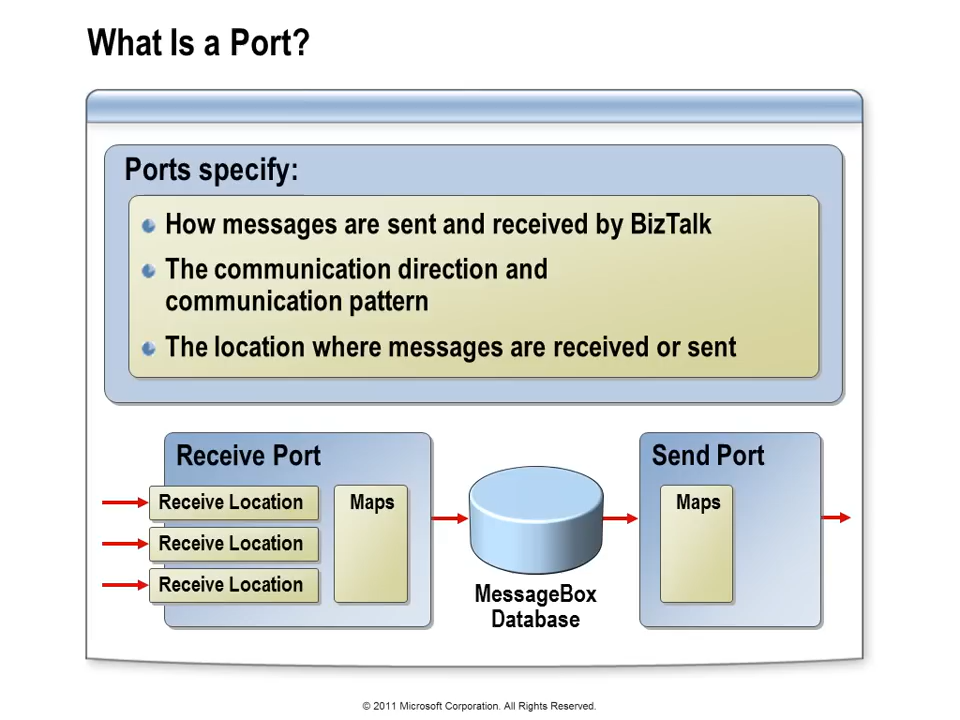 What Is a Port?
Ports specify:
How messages are sent and received by BizTalk
The communication direction and
communication pattern
The location where messages are received or sent
Receive Port
Receive Location
Receive Location
Receive Location
Maps
MessageBox
Database
Send Port
Maps
© 2011 Microsoft Corporation. All Rights Reserved.